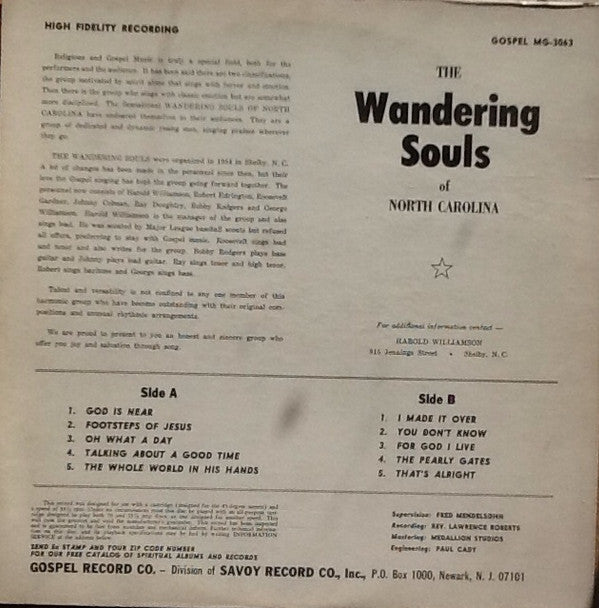 HIGH FIDELITY RECORDING
GOSPEL MG-3063
Religious and Gospel Music is truly a special field, both for the
performers and the audience. It has been said there are two classifications,
the group motivated by spirit alone that sings with fervor and emotion.
Then there is the group who sings with classic emotion but are somewhat
more disciplined. The Sensational WANDERING SOULS OF NORTH
CAROLINA have endeared themselves to their audiences. They are a
group of dedicated and dynamic young men, singing praises wherever
they go.
THE WANDERING SOULS were organized in 1954 in Shelby, N. C.
A lot of changes has been made in the personnel since then, but their
love for Gospel singing has kept the group going forward together. The
personnel now consists of Harold Williamson, Robert Edrington, Roosevelt
Gardner, Johnny Colman, Ray Doughtry, Bobby Rodgers and George
Williamson. Harold Williamson is the manager of the group and also
sings lead. He was scouted by Major League baseball scouts but refused
all offers, preferring to stay with Gospel music. Roosevelt sings lead
and tenor and also writes for the group. Bobby Rodgers plays bass
guitar and Johnny plays lead guitar. Ray sings tenor and high tenor.
Robert sings baritone and George sings bass.
Talent and versatility is not confined to any one member of this
harmonic group who have become outstanding with their original com-
positions and unusual rhythmic arrangements.
We are proud to present to you an honest and sincere group who
offer you joy and salvation through song.
THE
Wandering
Souls
of
NORTH CAROLINA
For additional information contact —
HAROLD WILLIAMSON
815 Jennings Street • Shelby, N. C.
Side A
1. GOD IS NEAR
2. FOOTSTEPS OF JESUS
3. OH WHAT A DAY
4. TALKING ABOUT A GOOD TIME
5. THE WHOLE WORLD IN HIS HANDS
Side B
1. I MADE IT OVER
2. YOU DON'T KNOW
3. FOR GOD I LIVE
4. THE PEARLY GATES
5. THAT'S ALRIGHT
SERVICE at the address below.
SEND 8c STAMP AND YOUR ZIP CODE NUMBER
FOR OUR FREE CATALOG OF SPIRITUAL ALBUMS AND RECORDS
Supervision: FRED MENDELSOHN
Recording: REV. LAWRENCE ROBERTS
Mastering: MEDALLION STUDIOS
Engineering: PAUL CADY
GOSPEL RECORD CO. – Division of SAVOY RECORD CO., Inc., P.O. Box 1000, Newark, N. J. 07101